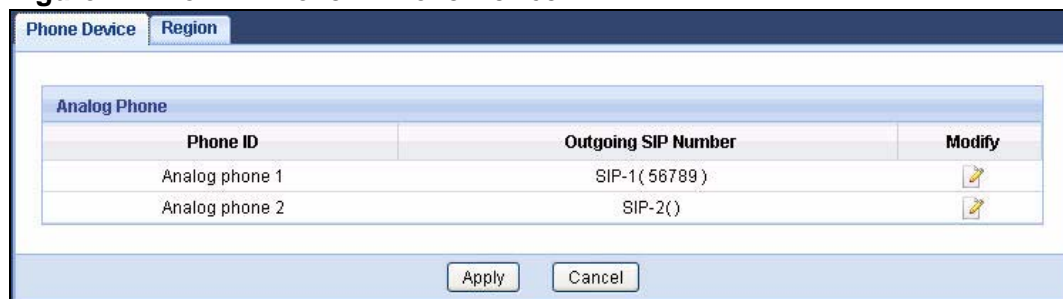 Phone Device Region
Analog Phone
Phone ID Outgoing SIP Number Modify
Analog phone 1 SIP-1(56789)
Analog phone 2 SIP-2()
Apply Cancel